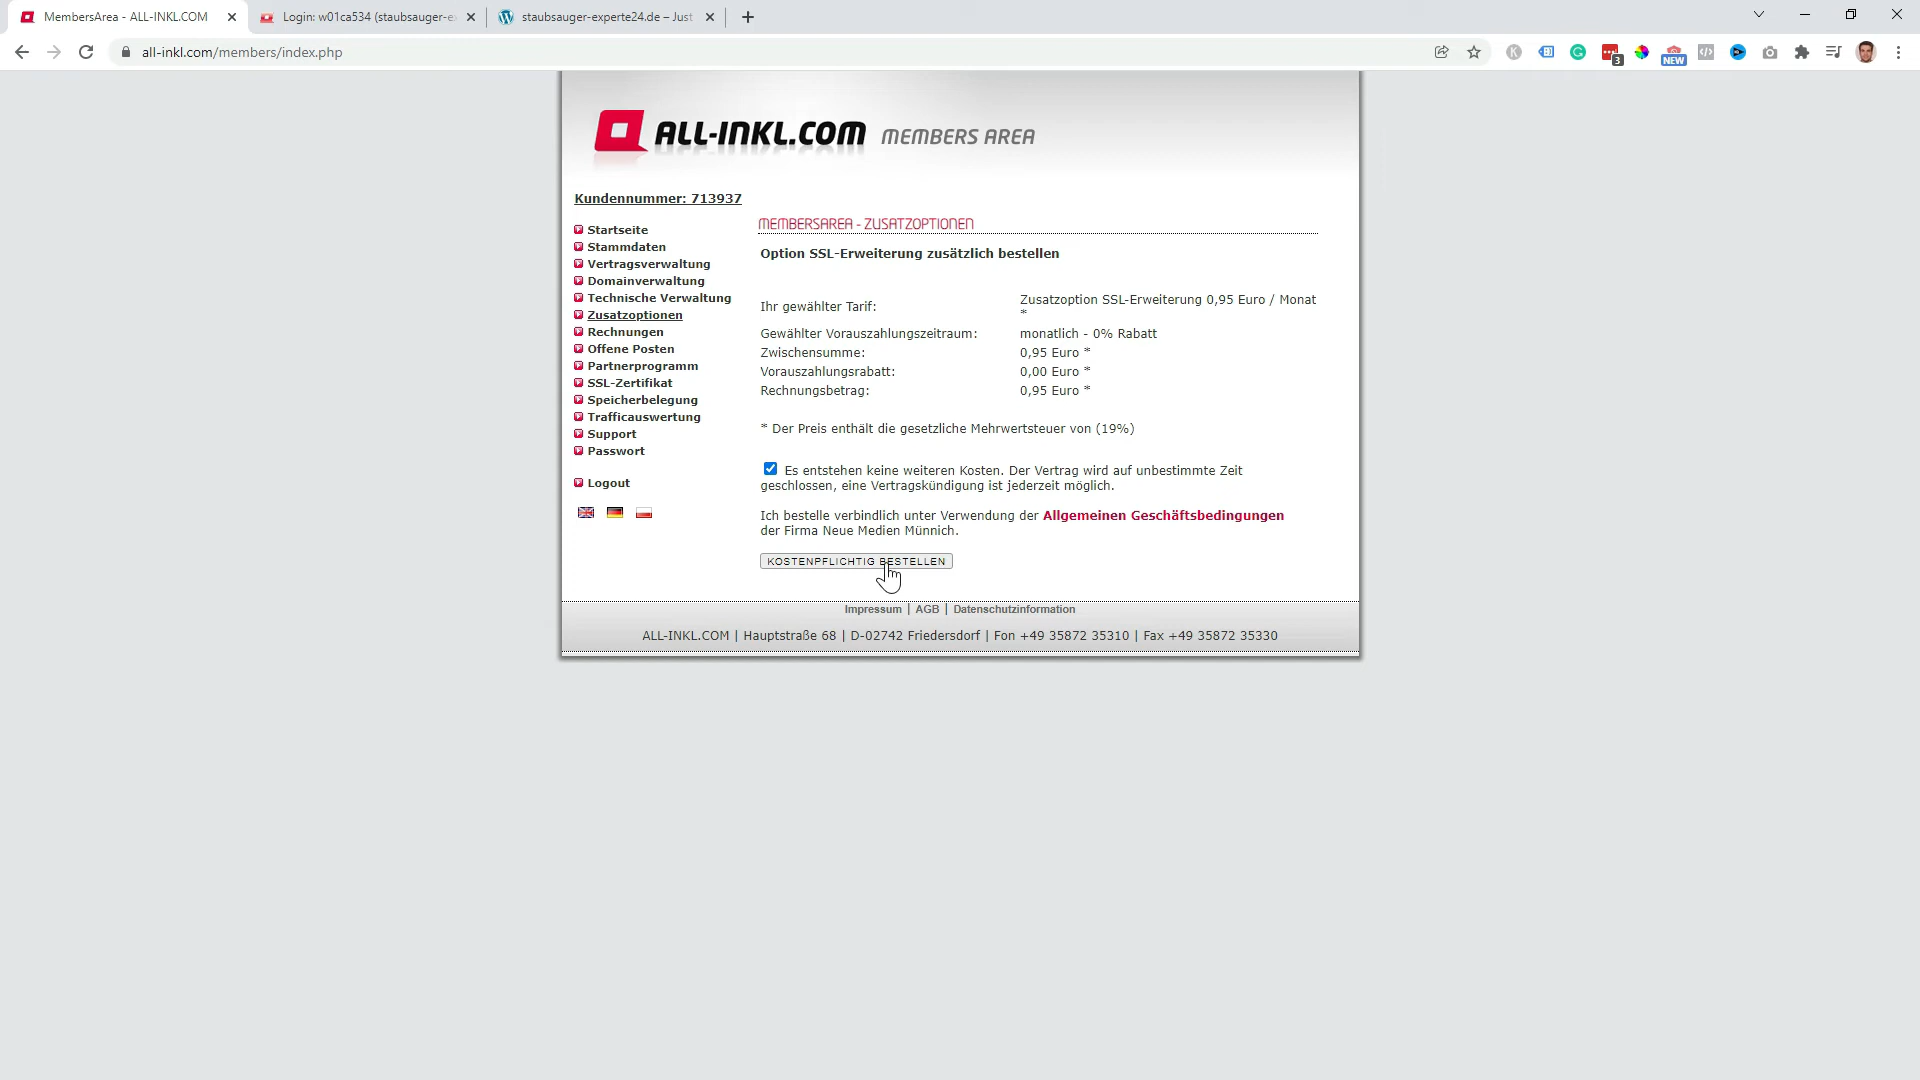 MembersArea - ALL-INKL.COM
Login: w01ca534 (staubsauger-ex
staubsauger-experte24.de – Just
all-inkl.com/members/index.php
3
NEW
ALL-INKL.COM MEMBERS AREA
Kundennummer: 713937
Startseite
Stammdaten
Vertragsverwaltung
Domainverwaltung
Technische Verwaltung
Zusatzoptionen
Rechnungen
Offene Posten
Partnerprogramm
SSL-Zertifikat
Speicherbelegung
Trafficauswertung
Support
Passwort
Logout
MEMBERSAREA - ZUSATZOPTIONEN
Option SSL-Erweiterung zusätzlich bestellen
Ihr gewählter Tarif: Zusatzoption SSL-Erweiterung 0,95 Euro / Monat
*
Gewählter Vorauszahlungszeitraum: monatlich - 0% Rabatt
Zwischensumme: 0,95 Euro *
Vorauszahlungsrabatt: 0,00 Euro *
Rechnungsbetrag: 0,95 Euro *
* Der Preis enthält die gesetzliche Mehrwertsteuer von (19%)
Es entstehen keine weiteren Kosten. Der Vertrag wird auf unbestimmte Zeit
geschlossen, eine Vertragskündigung ist jederzeit möglich.
Ich bestelle verbindlich unter Verwendung der Allgemeinen Geschäftsbedingungen
der Firma Neue Medien Münnich.
KOSTENPFLICHTIG BESTELLEN
Impressum | AGB | Datenschutzinformation
ALL-INKL.COM | Hauptstraße 68 | D-02742 Friedersdorf | Fon +49 35872 35310 | Fax +49 35872 35330